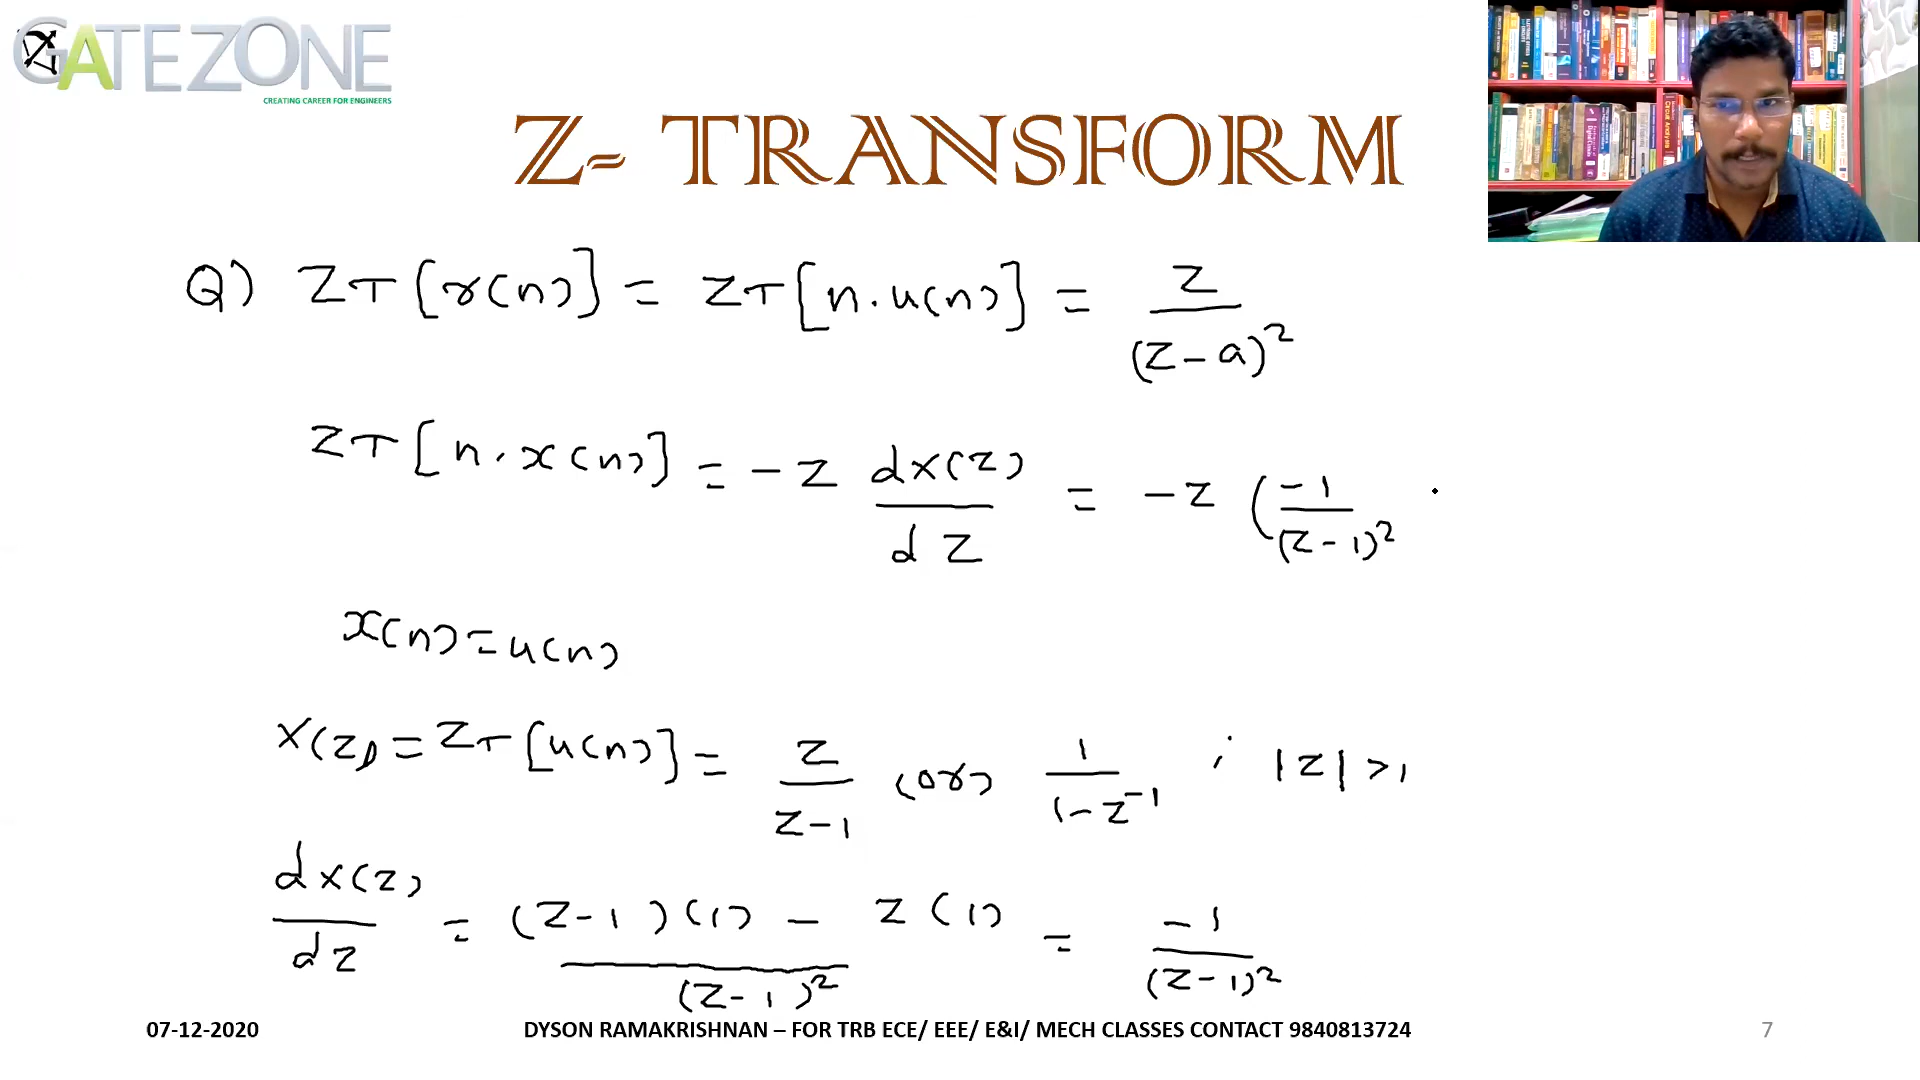 GATE ZONE
CREATING CAREER FOR ENGINEERS
Z- TRANSFORM
Q) ZT[r(n)] = ZT[n.u(n)] = z/(z-a)²
ZT[n.x(n)] = -z dx(z)/dz = -z (-1/(z-1)²
x(n)=u(n)
X(z)=ZT[u(n)] = z/(z-1) (or) 1/(1-z⁻¹) ; |z|>1
dx(z)/dz = (z-1)(1) - z(1)/(z-1)² = -1/(z-1)²
07-12-2020 DYSON RAMAKRISHNAN – FOR TRB ECE/ EEE/ E&I/ MECH CLASSES CONTACT 9840813724 7